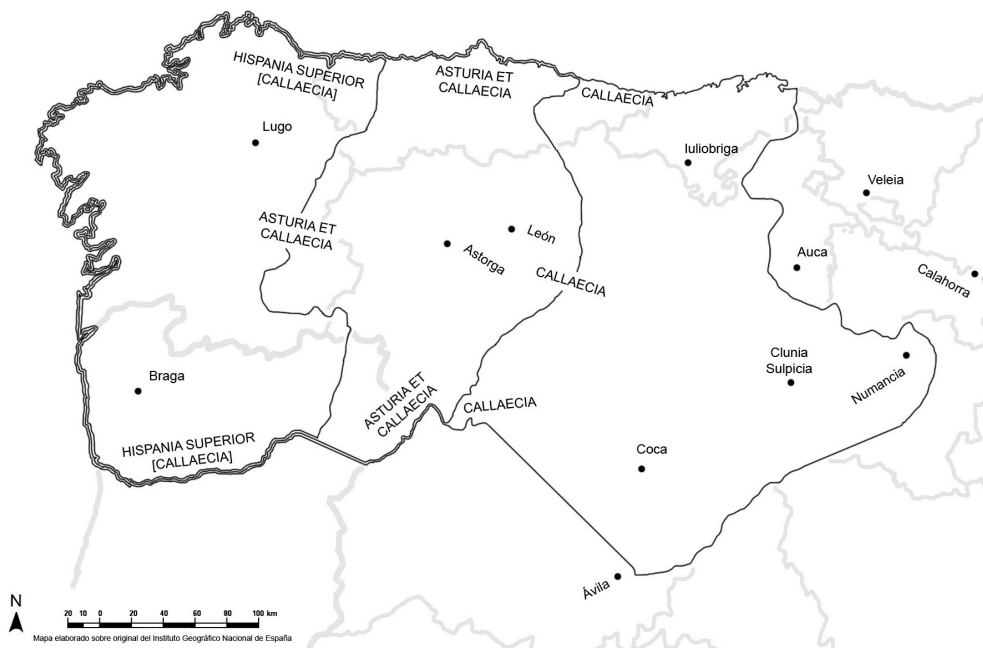 HISPANIA SUPERIOR
[CALLAECIA]
ASTURIA ET
CALLAECIA
CALLAECIA
Lugo
Iuliobriga
Veleia
ASTURIA ET
CALLAECIA
León
Astorga
CALLAECIA
Auca
Calahorra
Braga
Clunia
Sulpicia
Numancia
ASTURIA ET
CALLAECIA
CALLAECIA
HISPANIA SUPERIOR
[CALLAECIA]
Coca
Ávila
N
20 10 0 20 40 60 80 100 km
Mapa elaborado sobre original del Instituto Geográfico Nacional de España